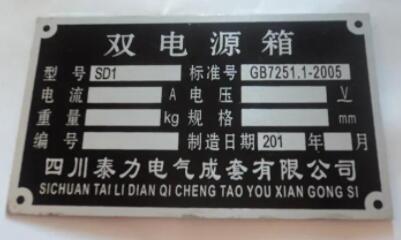 双电源箱
型号 SD1 标准号 GB7251.1-2005
电流 A 电压 V
重量 kg 规格 mm
编号 制造日期 201 年 月
四川泰力电气成套有限公司
SICHUAN TAI LI DIAN QI CHENG TAO YOU XIAN GONG SI